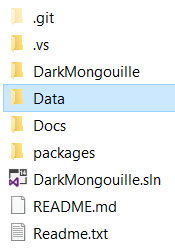 .git
.vs
DarkMongouille
Data
Docs
packages
DarkMongouille.sln
README.md
Readme.txt